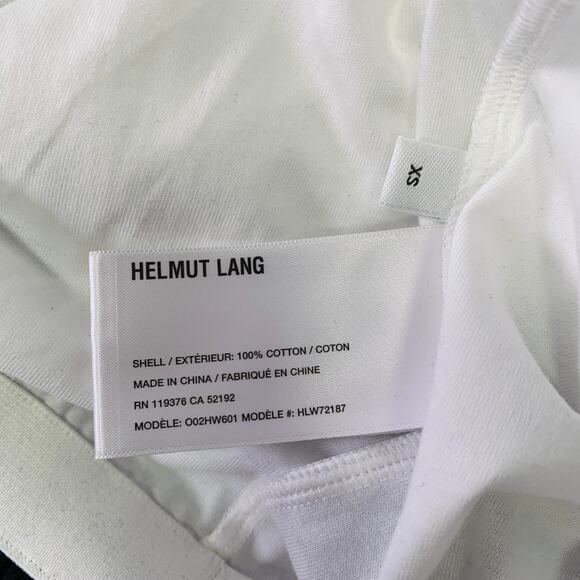 XS
HELMUT LANG
SHELL / EXTÉRIEUR: 100% COTTON / COTON
MADE IN CHINA / FABRIQUÉ EN CHINE
RN 119376 CA 52192
MODÈLE: O02HW601 MODÈLE #: HLW72187